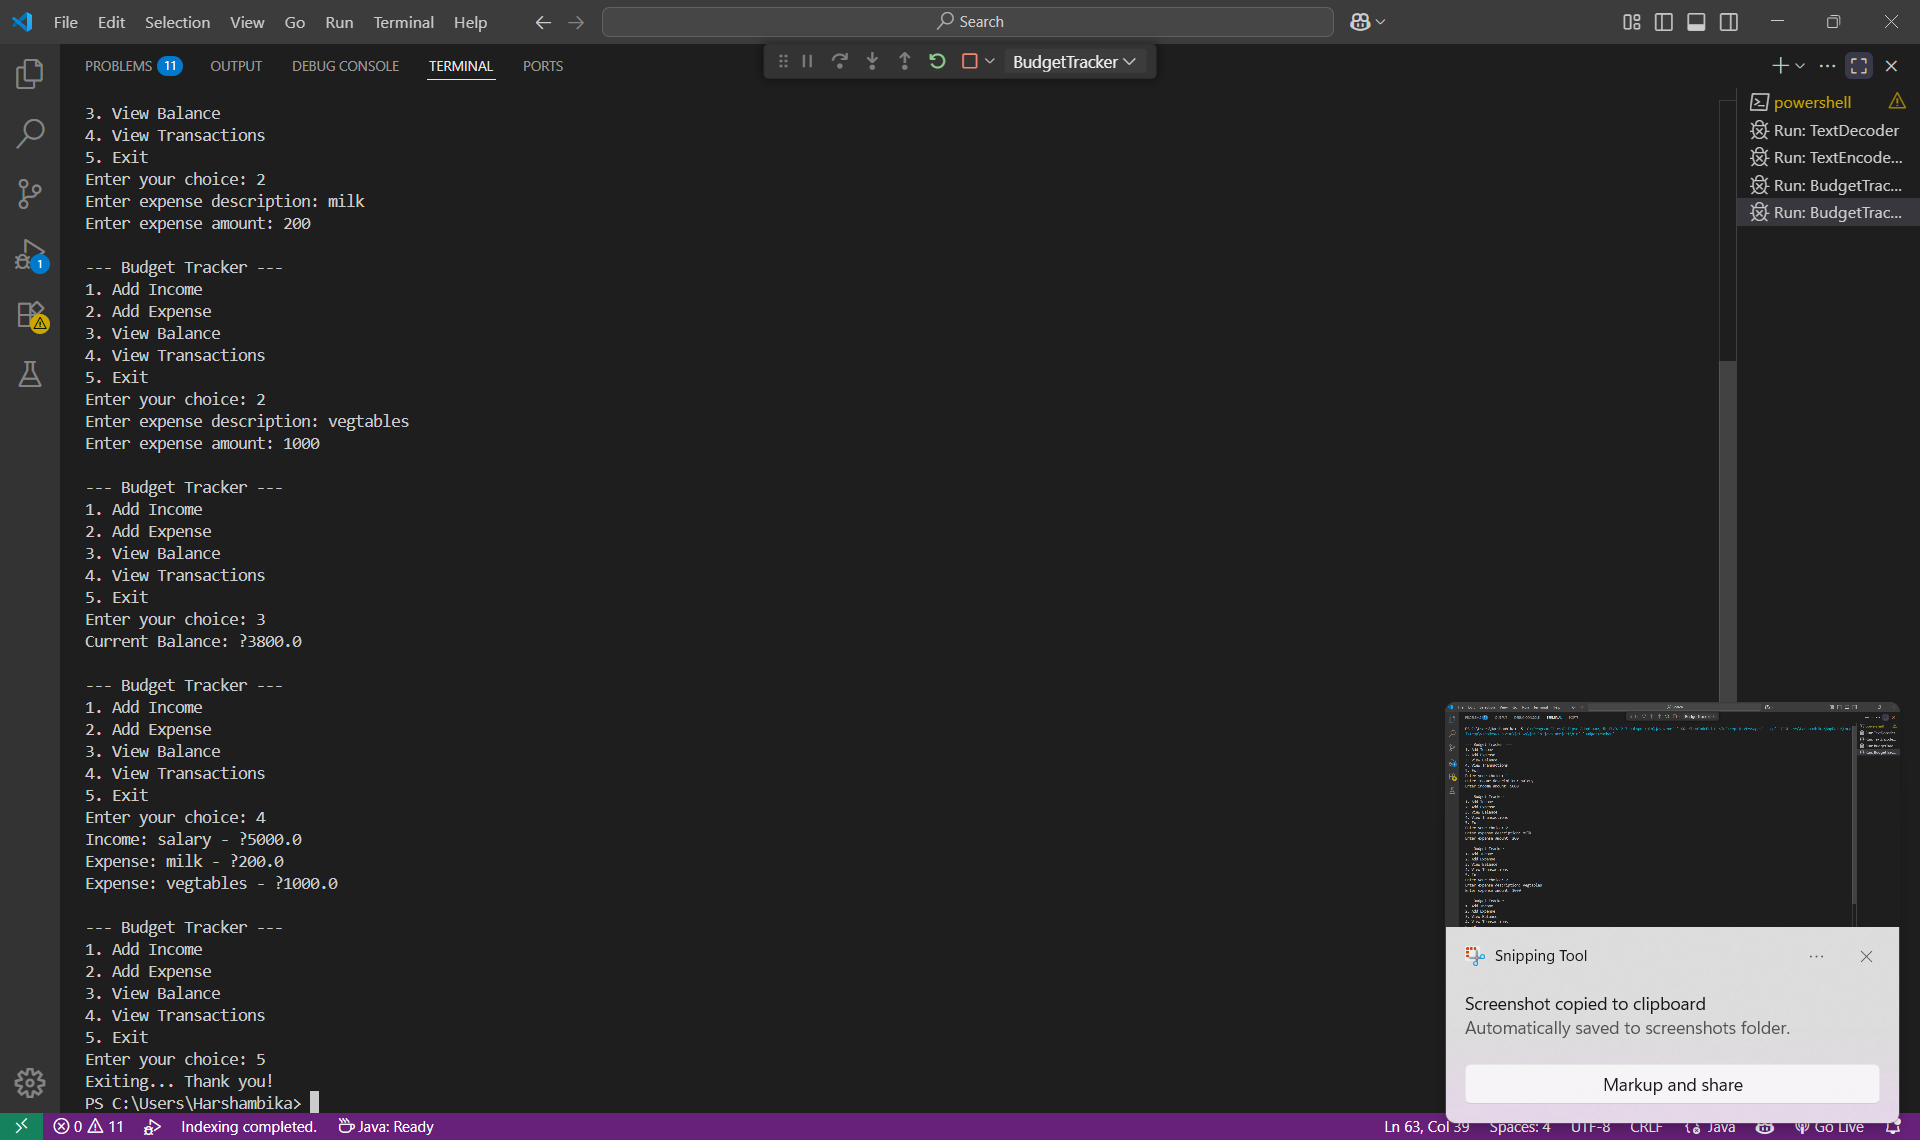 File Edit Selection View Go Run Terminal Help
Search
PROBLEMS 11 OUTPUT DEBUG CONSOLE TERMINAL PORTS
BudgetTracker
powershell
Run: TextDecoder
Run: TextEncode...
Run: BudgetTrac...
Run: BudgetTrac...
3. View Balance
4. View Transactions
5. Exit
Enter your choice: 2
Enter expense description: milk
Enter expense amount: 200
--- Budget Tracker ---
1. Add Income
2. Add Expense
3. View Balance
4. View Transactions
5. Exit
Enter your choice: 2
Enter expense description: vegtables
Enter expense amount: 1000
--- Budget Tracker ---
1. Add Income
2. Add Expense
3. View Balance
4. View Transactions
5. Exit
Enter your choice: 3
Current Balance: ?3800.0
--- Budget Tracker ---
1. Add Income
2. Add Expense
3. View Balance
4. View Transactions
5. Exit
Enter your choice: 4
Income: salary - ?5000.0
Expense: milk - ?200.0
Expense: vegtables - ?1000.0
--- Budget Tracker ---
1. Add Income
2. Add Expense
3. View Balance
4. View Transactions
5. Exit
Enter your choice: 5
Exiting... Thank you!
PS C:\Users\Harshambika>
1
Snipping Tool
Screenshot copied to clipboard
Automatically saved to screenshots folder.
Markup and share
0 11 Indexing completed. Java: Ready
Ln 63, Col 39 Spaces: 4 UTF-8 CRLF Java Go Live